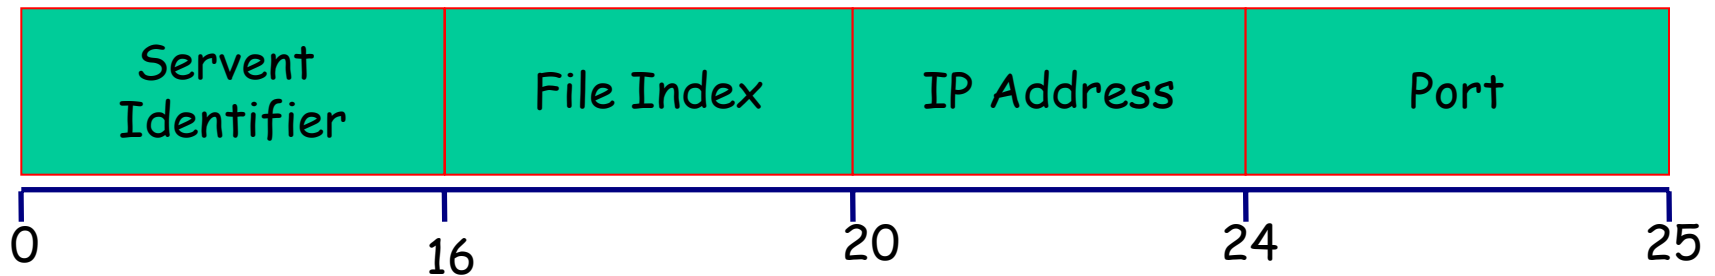 Servent
Identifier
File Index
IP Address
Port
0
16
20
24
25